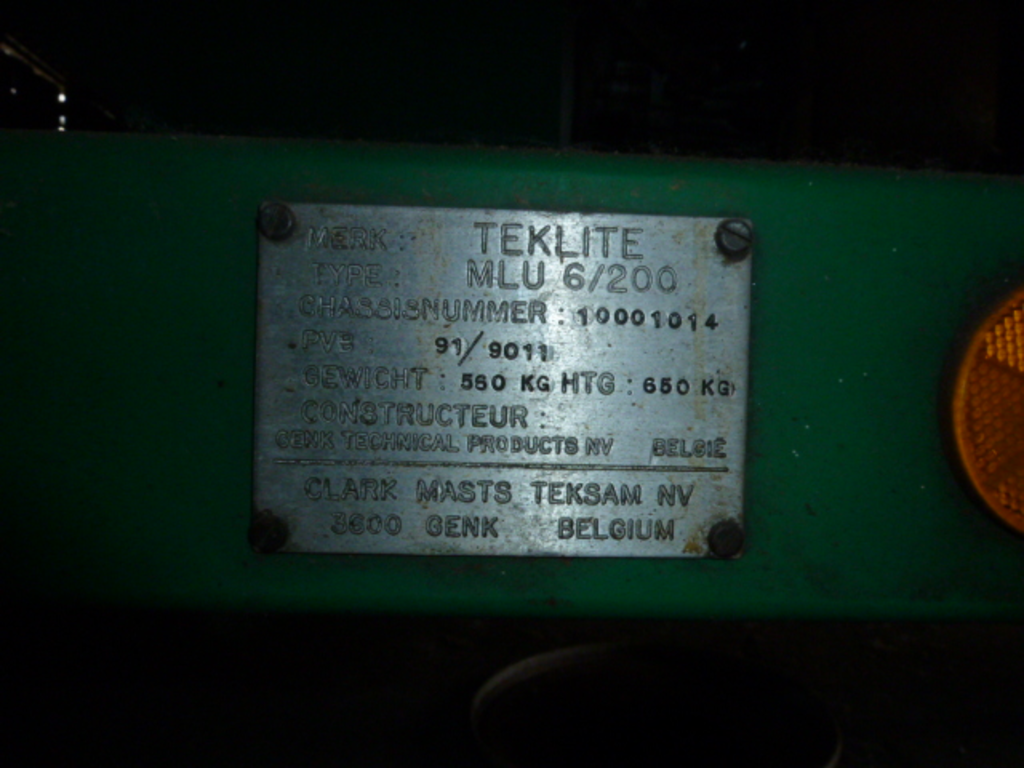 MERK : TEKLITE
TYPE : MLU 6/200
CHASSISNUMMER : 10001014
PVB : 91/9011
GEWICHT : 560 KG HTG : 650 KG
CONSTRUCTEUR :
GENK TECHNICAL PRODUCTS NV BELGIË
CLARK MASTS TEKSAM NV
3600 GENK BELGIUM